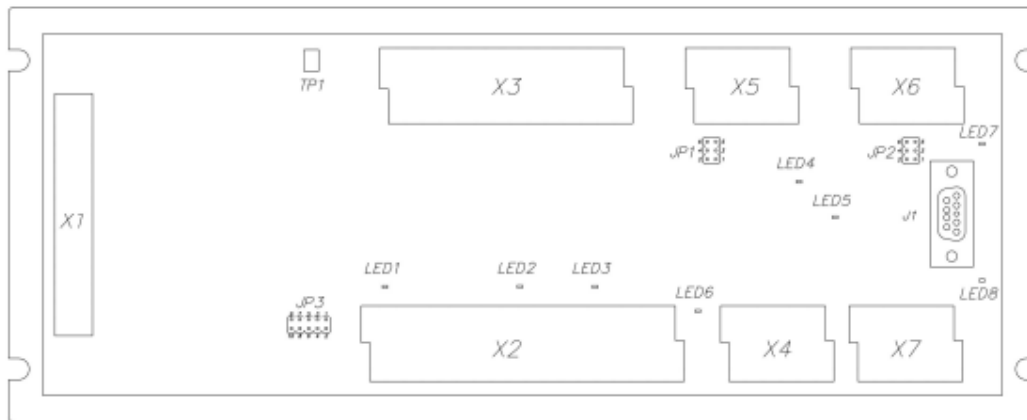 TP1
X3
X5
X6
JP1
JP2
LED7
LED4
LED5
X1
J1
LED1
LED2
LED3
LED6
LED8
JP3
X2
X4
X7